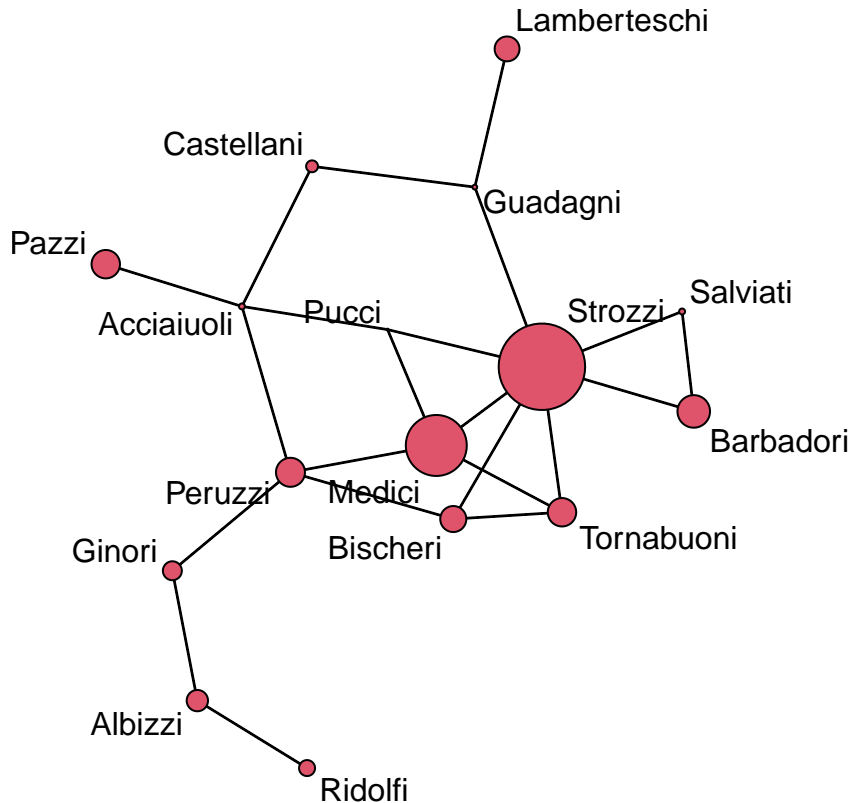 Lamberteschi
Castellani
Guadagni
Pazzi
Salviati
Strozzi
Pucci
Acciaiuoli
Barbadori
Peruzzi
Medici
Tornabuoni
Bischeri
Ginori
Albizzi
Ridolfi